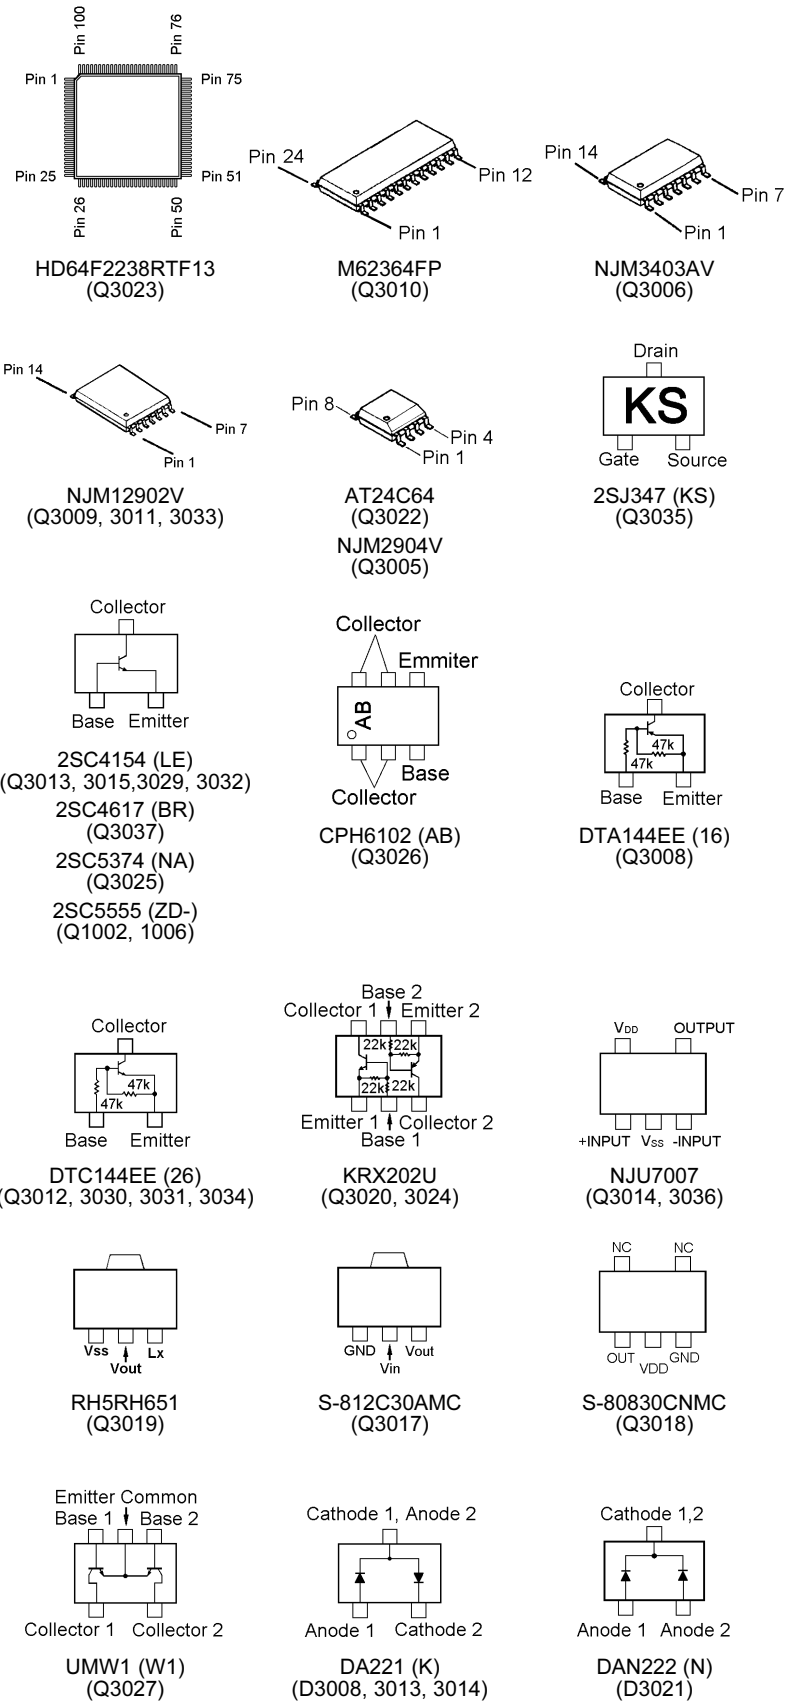 Pin 100
Pin 76
Pin 1
Pin 75
Pin 25
Pin 51
Pin 26
Pin 50
HD64F2238RTF13
(Q3023)
Pin 24
Pin 12
Pin 1
M62364FP
(Q3010)
Pin 14
Pin 7
Pin 1
NJM3403AV
(Q3006)
Pin 14
Pin 7
Pin 1
NJM12902V
(Q3009, 3011, 3033)
Pin 8
Pin 4
Pin 1
AT24C64
(Q3022)
NJM2904V
(Q3005)
Drain
KS
Gate Source
2SJ347 (KS)
(Q3035)
Collector
Base Emitter
2SC4154 (LE)
(Q3013, 3015,3029, 3032)
2SC4617 (BR)
(Q3037)
2SC5374 (NA)
(Q3025)
2SC5555 (ZD-)
(Q1002, 1006)
Collector
Emmiter
AB
Base
Collector
CPH6102 (AB)
(Q3026)
Collector
47k
47k
Base Emitter
DTA144EE (16)
(Q3008)
Collector
47k
47k
Base Emitter
DTC144EE (26)
(Q3012, 3030, 3031, 3034)
Base 2
Collector 1 Emitter 2
22k 22k
22k 22k
Emitter 1 Collector 2
Base 1
KRX202U
(Q3020, 3024)
VDD OUTPUT
+INPUT VSS -INPUT
NJU7007
(Q3014, 3036)
Vss Lx
Vout
RH5RH651
(Q3019)
GND Vout
Vin
S-812C30AMC
(Q3017)
NC NC
OUT VDD GND
S-80830CNMC
(Q3018)
Emitter Common
Base 1 Base 2
Collector 1 Collector 2
UMW1 (W1)
(Q3027)
Cathode 1, Anode 2
Anode 1 Cathode 2
DA221 (K)
(D3008, 3013, 3014)
Cathode 1,2
Anode 1 Anode 2
DAN222 (N)
(D3021)